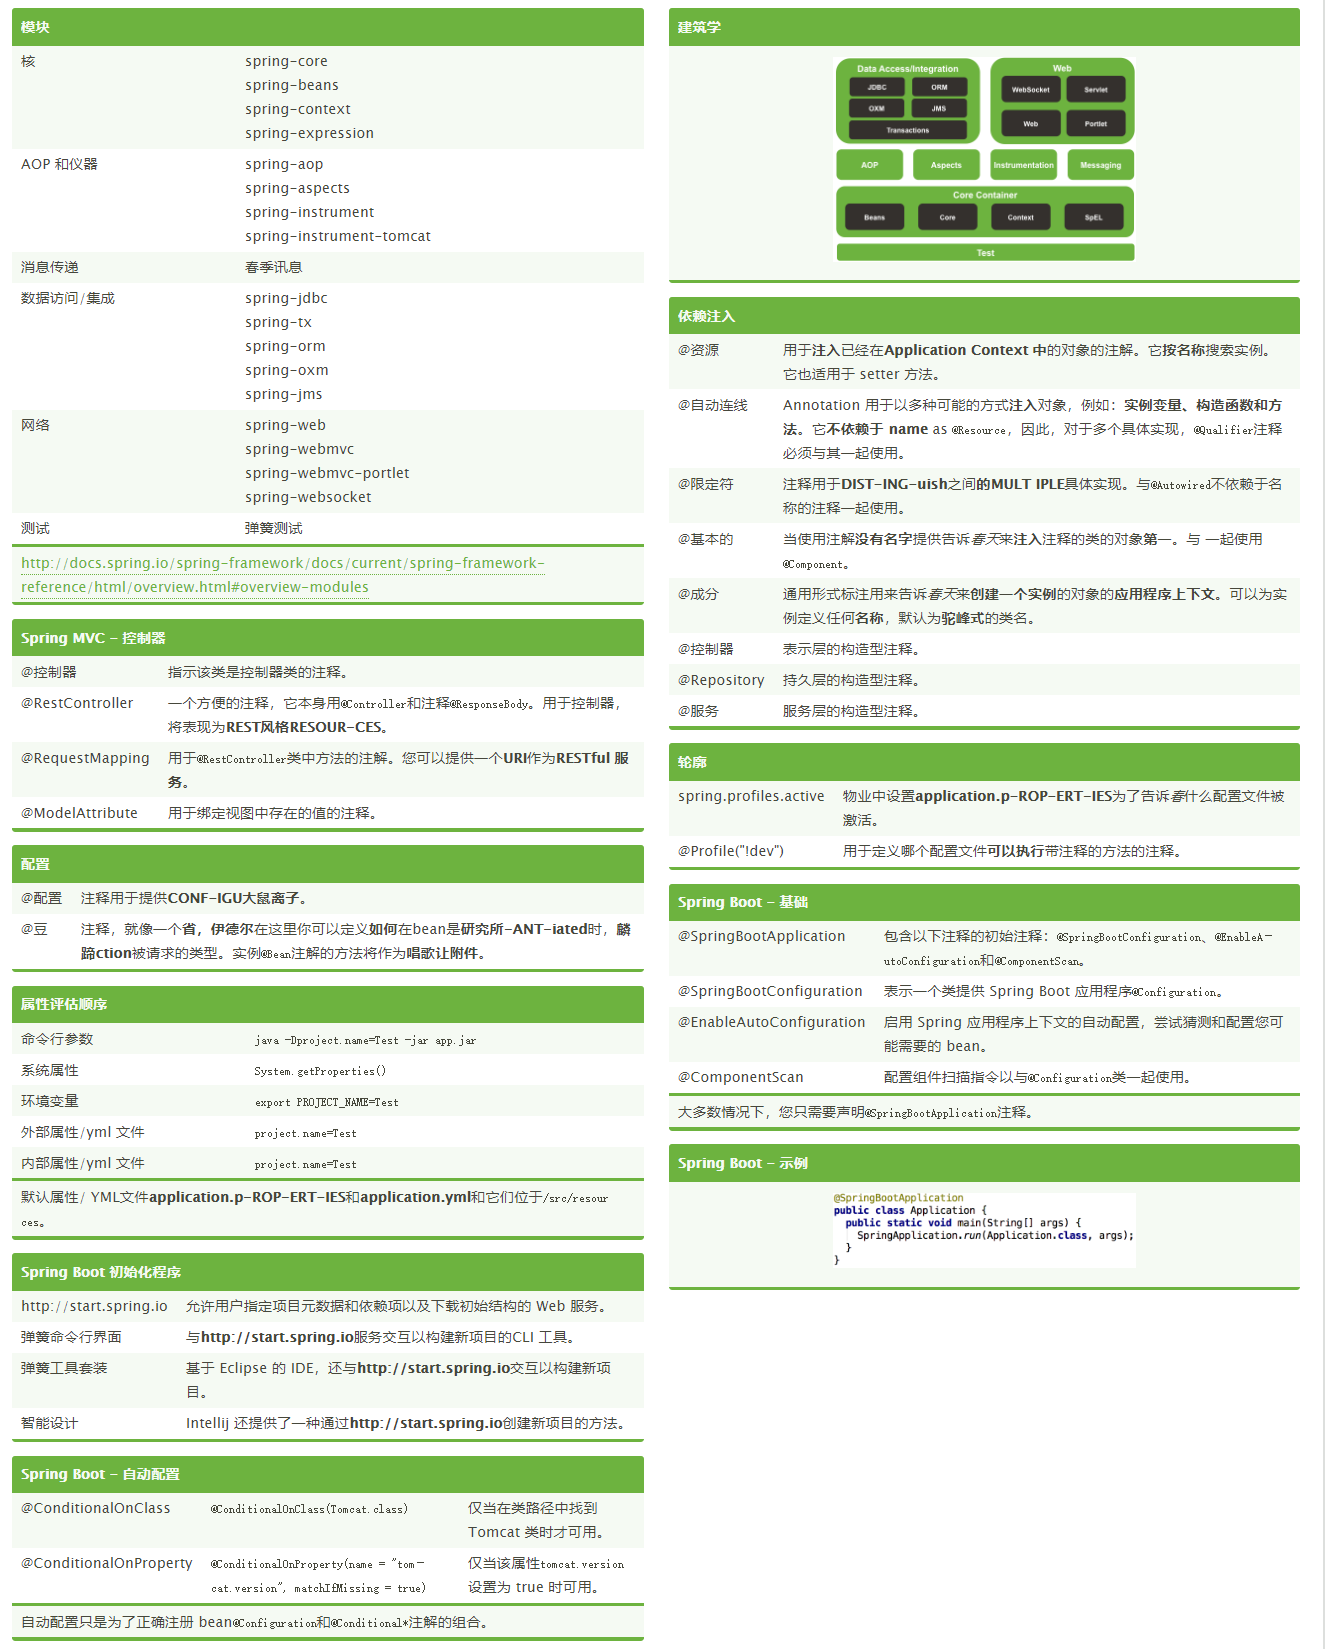 模块
核
spring-core
spring-beans
spring-context
spring-expression
AOP 和仪器
spring-aop
spring-aspects
spring-instrument
spring-instrument-tomcat
消息传递
春季讯息
数据访问/集成
spring-jdbc
spring-tx
spring-orm
spring-oxm
spring-jms
网络
spring-web
spring-webmvc
spring-webmvc-portlet
spring-websocket
测试
弹簧测试
http://docs.spring.io/spring-framework/docs/current/spring-framework-
reference/html/overview.html#overview-modules
Spring MVC – 控制器
@控制器 指示该类是控制器类的注释。
@RestController 一个方便的注释，它本身用@Controller和注释@ResponseBody。用于控制器，
将表现为REST风格RESOUR-CES。
@RequestMapping 用于@RestController类中方法的注解。您可以提供一个URI作为RESTful 服
务。
@ModelAttribute 用于绑定视图中存在的值的注释。
配置
@配置 注释用于提供CONF-IGU大鼠离子。
@豆 注释，就像一个省，伊德尔在这里你可以定义如何在bean是研究所-ANT-iated时，麟
蹄ction被请求的类型。实例@Bean注解的方法将作为唱歌让附件。
属性评估顺序
命令行参数 java -Dproject.name=Test -jar app.jar
系统属性 System.getProperties()
环境变量 export PROJECT_NAME=Test
外部属性/yml 文件 project.name=Test
内部属性/yml 文件 project.name=Test
默认属性/ YML文件application.p-ROP-ERT-IES和application.yml和它们位于/src/resour
ces。
Spring Boot 初始化程序
http://start.spring.io 允许用户指定项目元数据和依赖项以及下载初始结构的 Web 服务。
弹簧命令行界面 与http://start.spring.io服务交互以构建新项目的CLI 工具。
弹簧工具套装 基于 Eclipse 的 IDE，还与http://start.spring.io交互以构建新项
目。
智能设计 Intellij 还提供了一种通过http://start.spring.io创建新项目的方法。
Spring Boot – 自动配置
@ConditionalOnClass @ConditionalOnClass(Tomcat.class) 仅当在类路径中找到
Tomcat 类时才可用。
@ConditionalOnProperty @ConditionalOnProperty(name = "tom- 仅当该属性tomcat.version
cat.version", matchIfMissing = true) 设置为 true 时可用。
自动配置只是为了正确注册 bean@Configuration和@Conditional*注解的组合。
建筑学
Data Access/Integration Web
JDBC ORM WebSocket Servlet
OXM JMS Web Portlet
Transactions
AOP Aspects Instrumentation Messaging
Core Container
Beans Core Context SpEL
Test
依赖注入
@资源 用于注入已经在Application Context 中的对象的注解。它按名称搜索实例。
它也适用于 setter 方法。
@自动连线 Annotation 用于以多种可能的方式注入对象，例如：实例变量、构造函数和方
法。它不依赖于 name as @Resource，因此，对于多个具体实现，@Qualifier注释
必须与其一起使用。
@限定符 注释用于DIST-ING-uish之间的MULT IPLE具体实现。与@Autowired不依赖于名
称的注释一起使用。
@基本的 当使用注解没有名字提供告诉春天来注入注释的类的对象第一。与 一起使用
@Component。
@成分 通用形式标注用来告诉春天来创建一个实例的对象的应用程序上下文。可以为实
例定义任何名称，默认为驼峰式的类名。
@控制器 表示层的构造型注释。
@Repository 持久层的构造型注释。
@服务 服务层的构造型注释。
轮廓
spring.profiles.active 物业中设置application.p-ROP-ERT-IES为了告诉春什么配置文件被
激活。
@Profile("!dev") 用于定义哪个配置文件可以执行带注释的方法的注释。
Spring Boot – 基础
@SpringBootApplication 包含以下注释的初始注释：@SpringBootConfiguration、@EnableA-
utoConfiguration和@ComponentScan。
@SpringBootConfiguration 表示一个类提供 Spring Boot 应用程序@Configuration。
@EnableAutoConfiguration 启用 Spring 应用程序上下文的自动配置，尝试猜测和配置您可
能需要的 bean。
@ComponentScan 配置组件扫描指令以与@Configuration类一起使用。
大多数情况下，您只需要声明@SpringBootApplication注释。
Spring Boot – 示例
@SpringBootApplication
public class Application {
public static void main(String[] args) {
SpringApplication.run(Application.class, args);
}
}